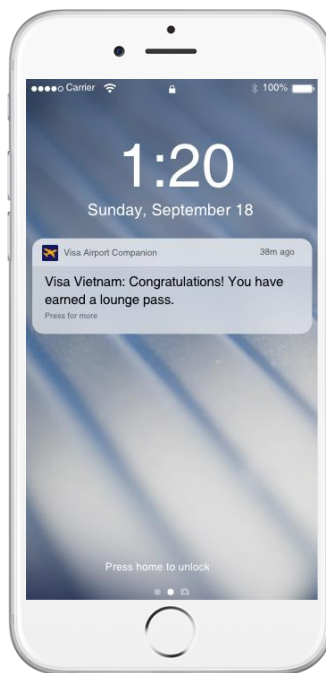 Carrier 100%
1:20
Sunday, September 18
Visa Airport Companion 38m ago
Visa Vietnam: Congratulations! You have
earned a lounge pass.
Press for more
Press home to unlock